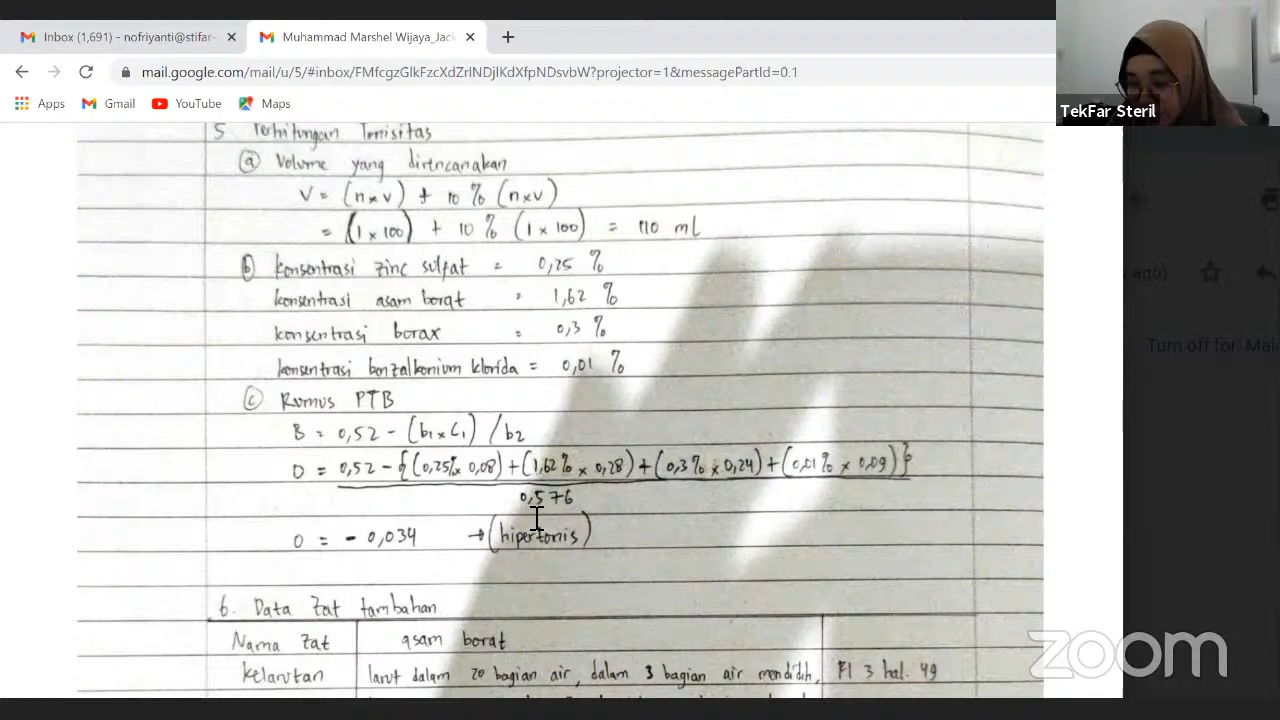 Inbox (1,691) - nofriyanti@stifar-
Muhammad Marshel Wijaya_Jack
mail.google.com/mail/u/5/#inbox/FMfcgzGlkFzcXdZrlNDjlKdXfpNDsvbW?projector=1&messagePartId=0.1
Apps Gmail YouTube Maps
TekFar Steril
5. Perhitungan Tonisitas
ⓐ Volume yang direncanakan
V = (n×v) + 10 % (n×v)
= (1 × 100) + 10 % (1 × 100) = 110 ml
ⓑ konsentrasi zinc sulfat = 0,25 %
konsentrasi asam borat = 1,62 %
konsentrasi borax = 0,3 %
konsentrasi benzalkonium klorida = 0,01 %
ⓒ Rumus PTB
B = 0,52 - (b₁×C₁) /b₂
0 = 0,52 - {(0,25% × 0,08) + (1,62% × 0,28) + (0,3% × 0,24) + (0,01% × 0,09)}
0,576
0 = - 0,034 → (hipertonis)
6. Data zat tambahan
Nama zat asam borat
kelarutan larut dalam 20 bagian air, dalam 3 bagian air mendidih, FI 3 hal. 49
ago)
Turn off for: Mala
zoom